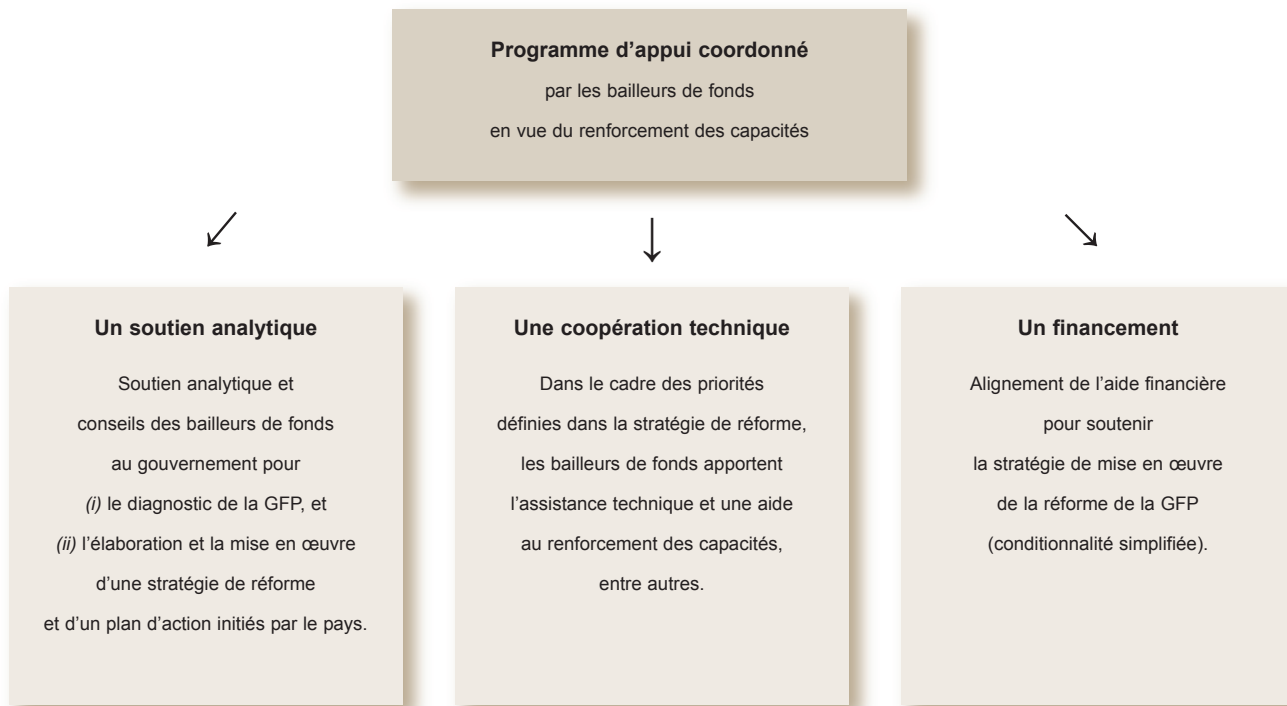 Programme d'appui coordonné
par les bailleurs de fonds
en vue du renforcement des capacités
Un soutien analytique
Soutien analytique et
conseils des bailleurs de fonds
au gouvernement pour
(i) le diagnostic de la GFP, et
(ii) l'élaboration et la mise en œuvre
d'une stratégie de réforme
et d'un plan d'action initiés par le pays.
Une coopération technique
Dans le cadre des priorités
définies dans la stratégie de réforme,
les bailleurs de fonds apportent
l'assistance technique et une aide
au renforcement des capacités,
entre autres.
Un financement
Alignement de l'aide financière
pour soutenir
la stratégie de mise en œuvre
de la réforme de la GFP
(conditionnalité simplifiée).